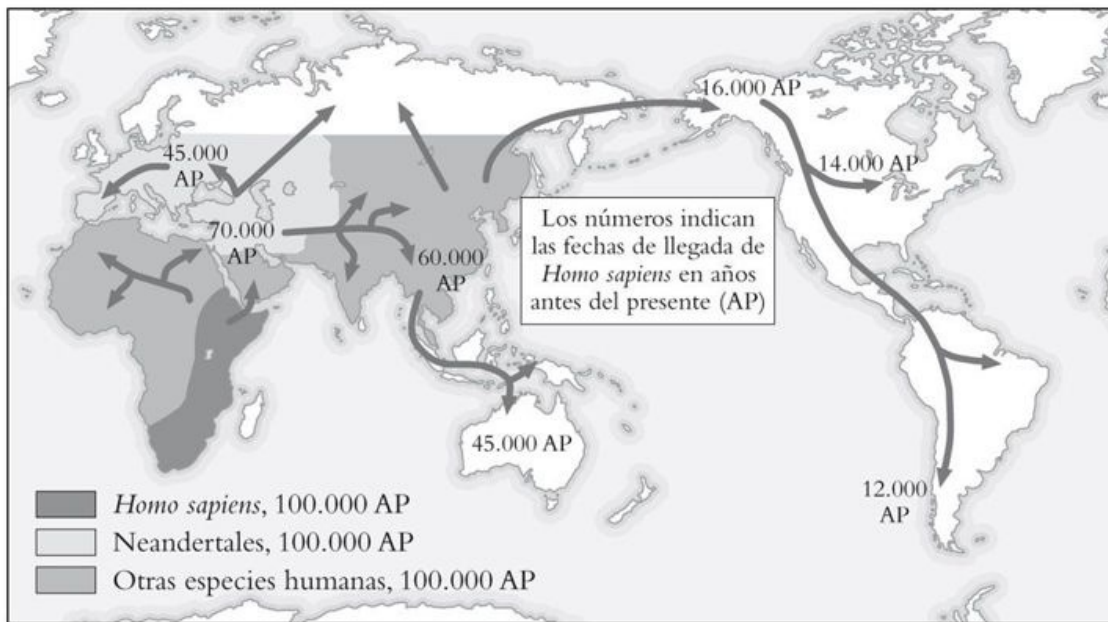 16.000 AP
45.000
AP
14.000 AP
70.000
AP
60.000
AP
Los números indican
las fechas de llegada de
Homo sapiens en años
antes del presente (AP)
45.000 AP
12.000
AP
Homo sapiens, 100.000 AP
Neandertales, 100.000 AP
Otras especies humanas, 100.000 AP